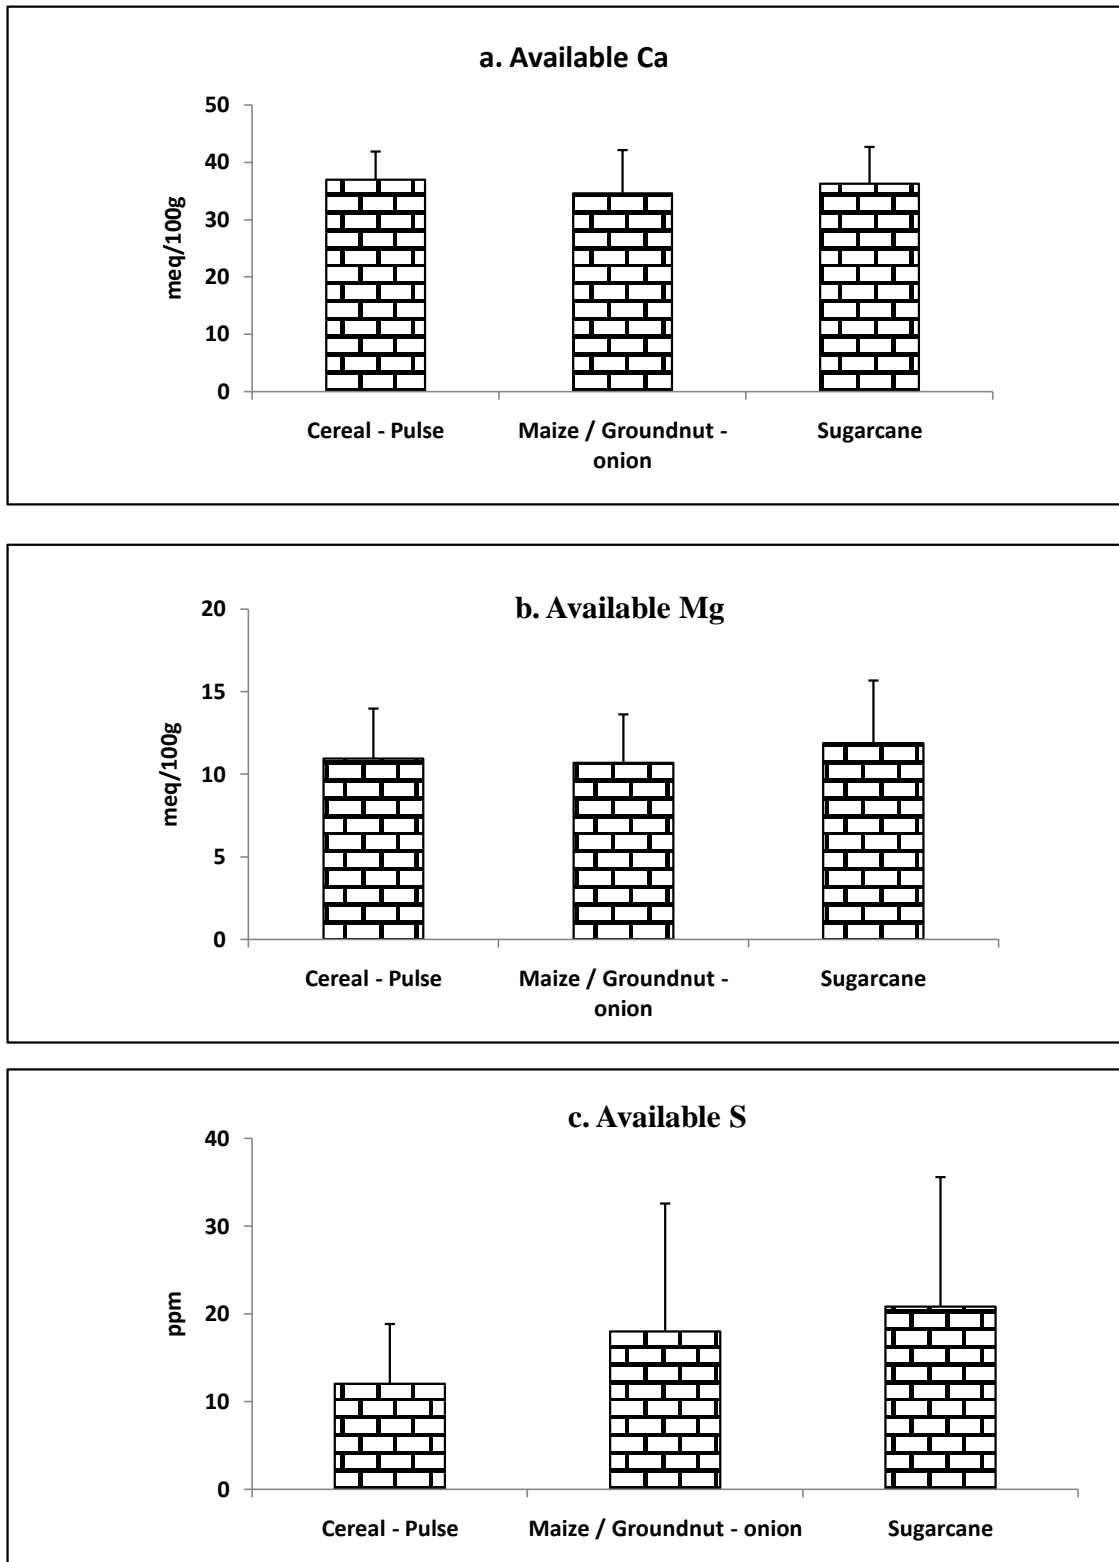 a. Available Ca
50
40
30
20
10
0
meq/100g
Cereal - Pulse
Maize / Groundnut -
onion
Sugarcane
b. Available Mg
20
15
10
5
0
meq/100g
Cereal - Pulse
Maize / Groundnut -
onion
Sugarcane
c. Available S
40
30
20
10
0
ppm
Cereal - Pulse
Maize / Groundnut - onion
Sugarcane